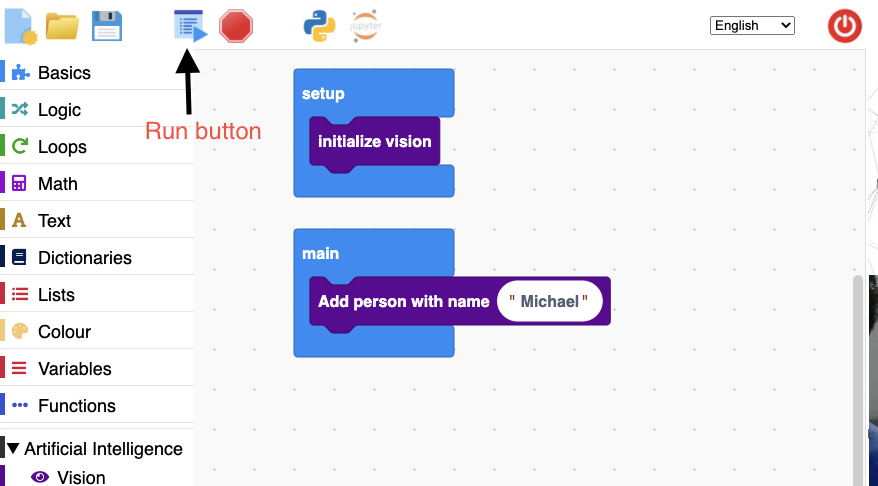 jupyter
English
Run button
Basics
Logic
Loops
Math
A Text
Dictionaries
Lists
Colour
Variables
Functions
Artificial Intelligence
Vision
setup
initialize vision
main
Add person with name " Michael "